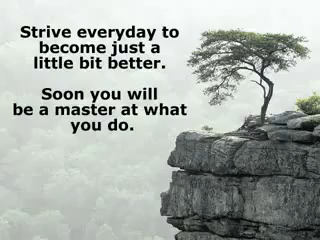 Strive everyday to
become just a
little bit better.
Soon you will
be a master at what
you do.